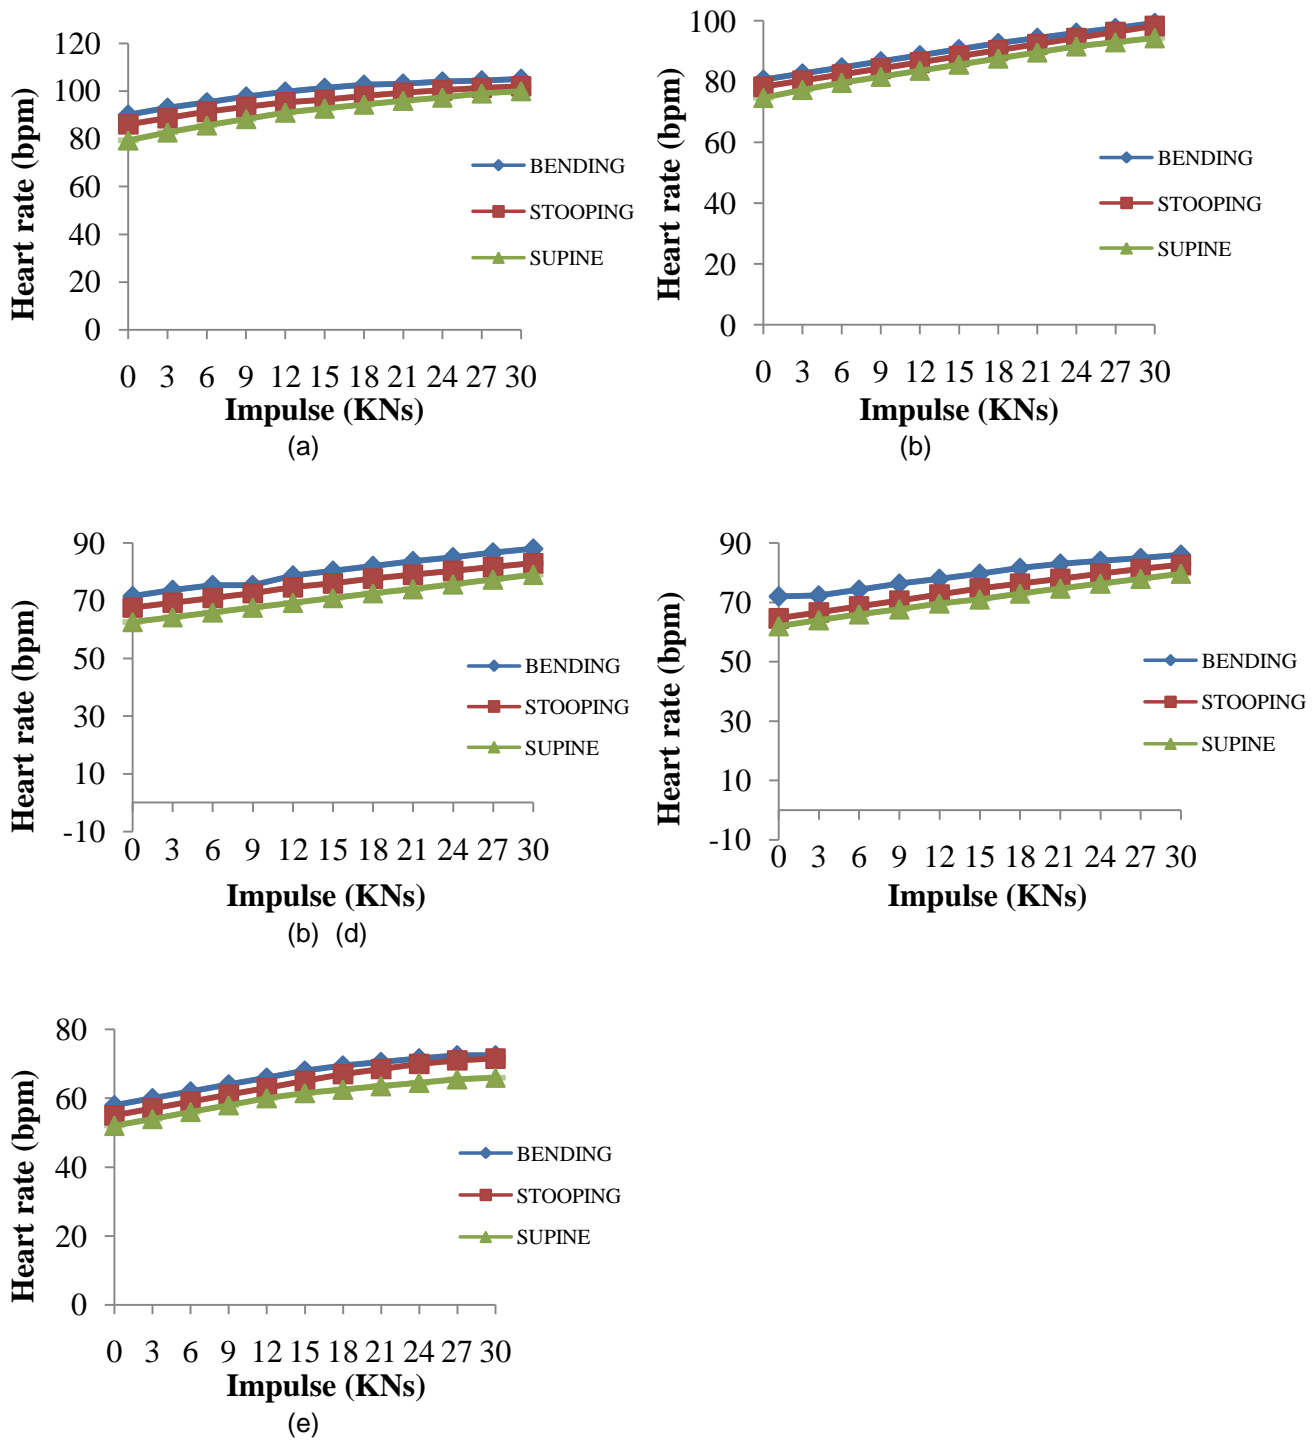 Heart rate (bpm)
120
100
80
60
40
20
0
BENDING
STOOPING
SUPINE
0 3 6 9 12 15 18 21 24 27 30
Impulse (KNs)
(a)
Heart rate (bpm)
100
80
60
40
20
0
BENDING
STOOPING
SUPINE
0 3 6 9 12 15 18 21 24 27 30
Impulse (KNs)
(b)
Heart rate (bpm)
90
70
50
30
10
-10
BENDING
STOOPING
SUPINE
0 3 6 9 12 15 18 21 24 27 30
Impulse (KNs)
(b) (d)
Heart rate (bpm)
90
70
50
30
10
-10
BENDING
STOOPING
SUPINE
0 3 6 9 12 15 18 21 24 27 30
Impulse (KNs)
Heart rate (bpm)
80
60
40
20
0
BENDING
STOOPING
SUPINE
0 3 6 9 12 15 18 21 24 27 30
Impulse (KNs)
(e)